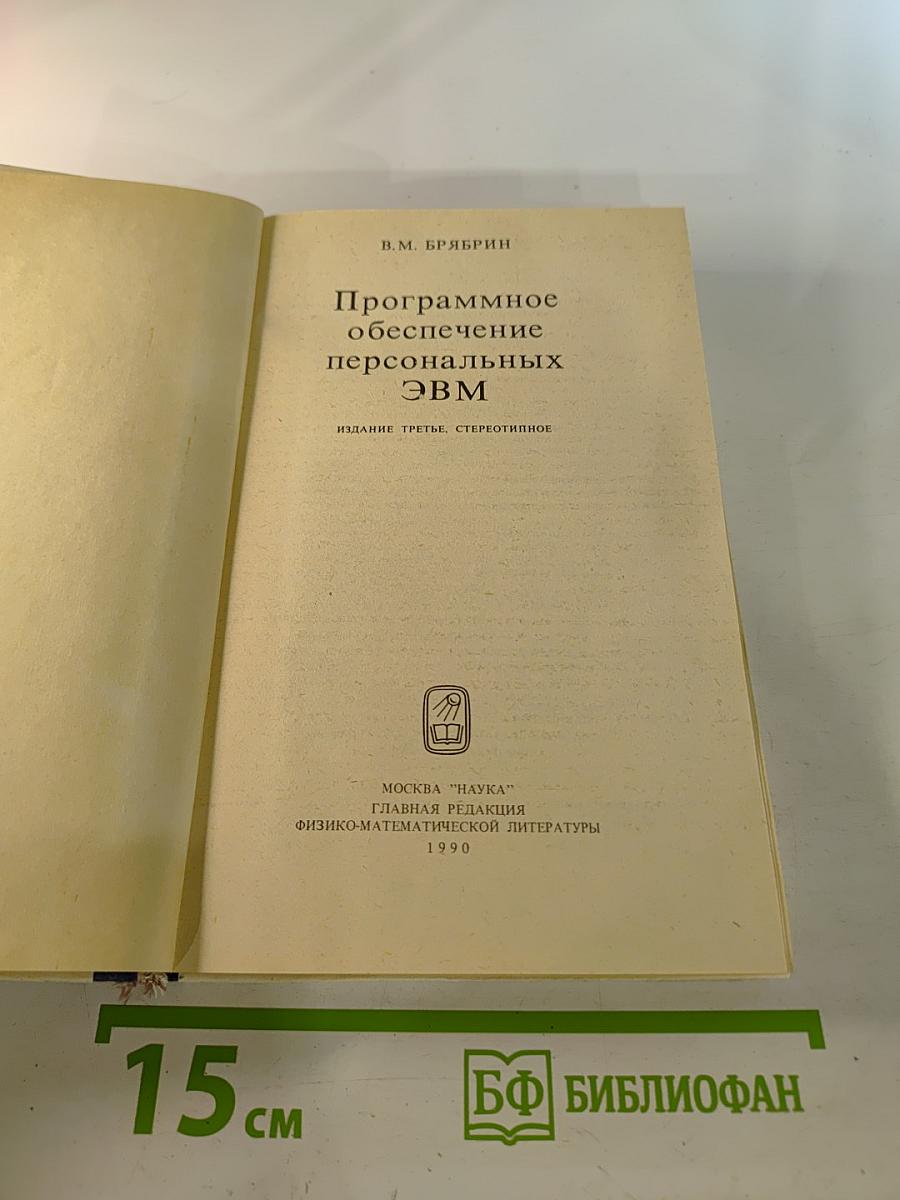 В.М. БРЯБРИН
Программное
обеспечение
персональных
ЭВМ
ИЗДАНИЕ ТРЕТЬЕ, СТЕРЕОТИПНОЕ
МОСКВА "НАУКА"
ГЛАВНАЯ РЕДАКЦИЯ
ФИЗИКО-МАТЕМАТИЧЕСКОЙ ЛИТЕРАТУРЫ
1990
15 см
БФ БИБЛИОФАН